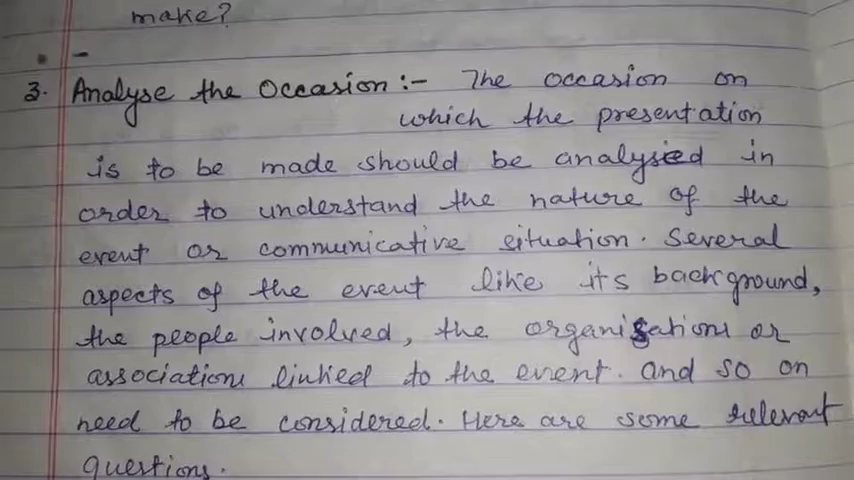 make?
-
3. Analyse the Occasion :- The occasion on
which the presentation
is to be made should be analysed in
order to understand the nature of the
event or communicative situation. Several
aspects of the event like its background,
the people involved, the organisations or
associations linked to the event. and so on
need to be considered. Here are some relevant
questions.